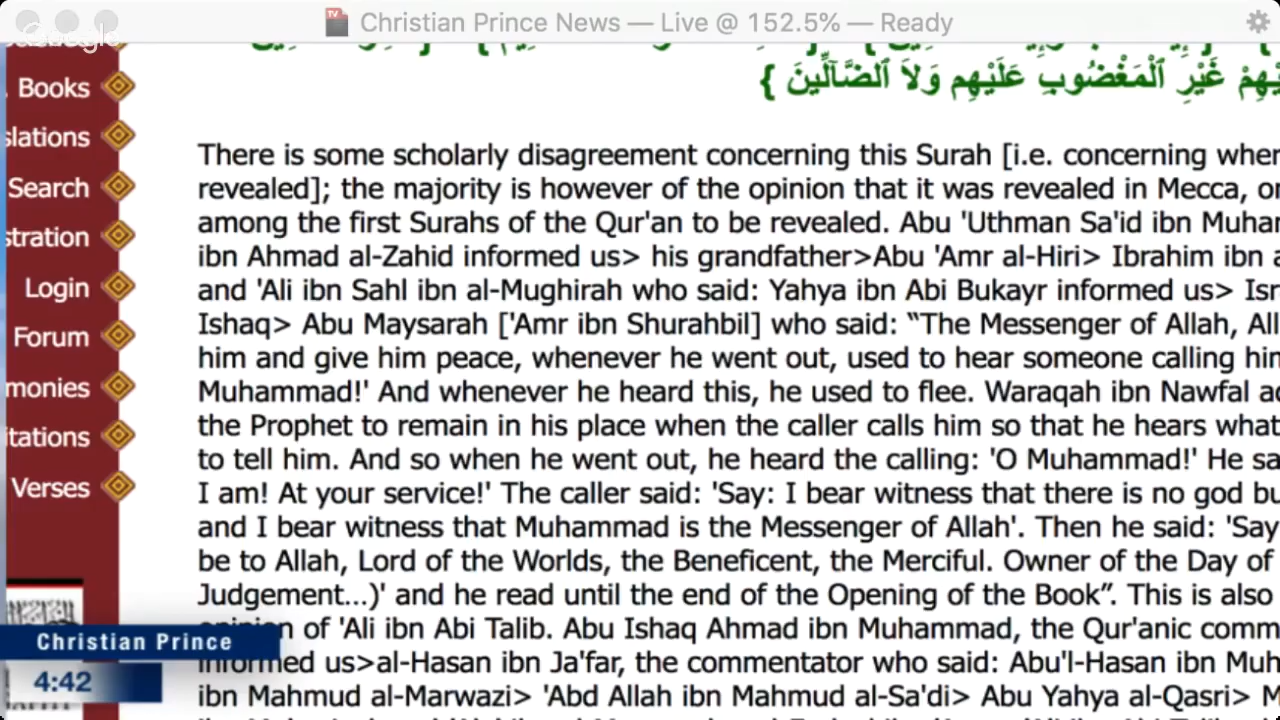 Christian Prince News — Live @ 152.5% — Ready
Google
يْهِمْ غَيْرِ ٱلْمَغْضُوبِ عَلَيْهِم وَلاَ ٱلضَّآلِّينَ }
Books
slations
Search
stration
Login
Forum
monies
itations
Verses
There is some scholarly disagreement concerning this Surah [i.e. concerning wher
revealed]; the majority is however of the opinion that it was revealed in Mecca, or
among the first Surahs of the Qur'an to be revealed. Abu 'Uthman Sa'id ibn Muham
ibn Ahmad al-Zahid informed us> his grandfather>Abu 'Amr al-Hiri> Ibrahim ibn a
and 'Ali ibn Sahl ibn al-Mughirah who said: Yahya ibn Abi Bukayr informed us> Isr
Ishaq> Abu Maysarah ['Amr ibn Shurahbil] who said: “The Messenger of Allah, All
him and give him peace, whenever he went out, used to hear someone calling him
Muhammad!' And whenever he heard this, he used to flee. Waraqah ibn Nawfal ad
the Prophet to remain in his place when the caller calls him so that he hears what
to tell him. And so when he went out, he heard the calling: 'O Muhammad!' He sa
I am! At your service!' The caller said: 'Say: I bear witness that there is no god bu
and I bear witness that Muhammad is the Messenger of Allah'. Then he said: 'Say
be to Allah, Lord of the Worlds, the Beneficent, the Merciful. Owner of the Day of
Judgement...)' and he read until the end of the Opening of the Book”. This is also
opinion of 'Ali ibn Abi Talib. Abu Ishaq Ahmad ibn Muhammad, the Qur'anic comm
informed us>al-Hasan ibn Ja'far, the commentator who said: Abu'l-Hasan ibn Muh
ibn Mahmud al-Marwazi> 'Abd Allah ibn Mahmud al-Sa'di> Abu Yahya al-Qasri> M
Christian Prince
4:42